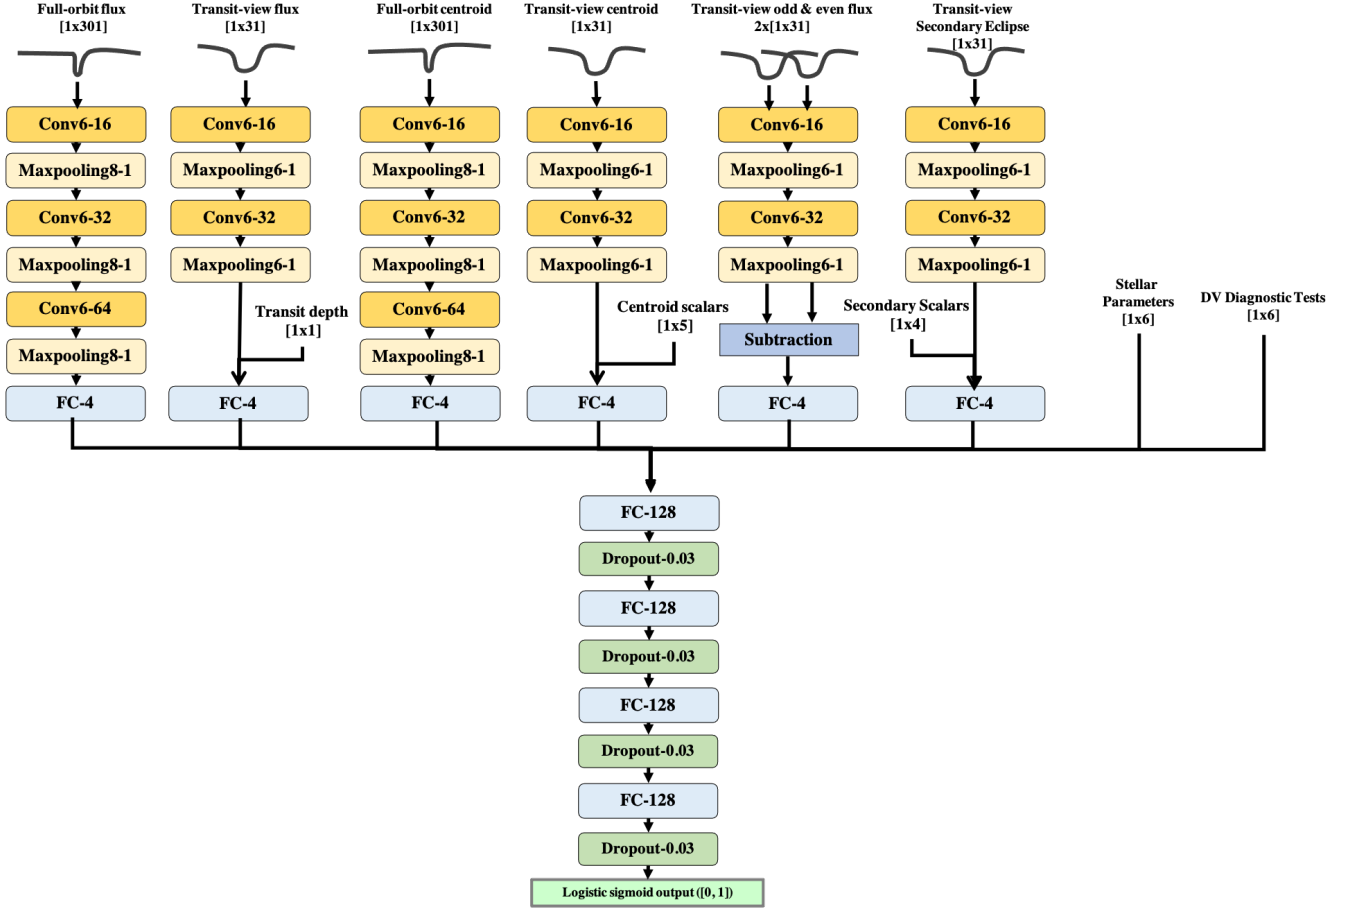 Full-orbit flux
[1x301]
Transit-view flux
[1x31]
Full-orbit centroid
[1x301]
Transit-view centroid
[1x31]
Transit-view odd & even flux
2x[1x31]
Transit-view
Secondary Eclipse
[1x31]
Conv6-16
Conv6-16
Conv6-16
Conv6-16
Conv6-16
Conv6-16
Maxpooling8-1
Maxpooling6-1
Maxpooling8-1
Maxpooling6-1
Maxpooling6-1
Maxpooling6-1
Conv6-32
Conv6-32
Conv6-32
Conv6-32
Conv6-32
Conv6-32
Maxpooling8-1
Maxpooling6-1
Maxpooling8-1
Maxpooling6-1
Maxpooling6-1
Maxpooling6-1
Conv6-64
Transit depth
[1x1]
Conv6-64
Centroid scalars
[1x5]
Secondary Scalars
[1x4]
Stellar
Parameters
[1x6]
DV Diagnostic Tests
[1x6]
Maxpooling8-1
Maxpooling8-1
Subtraction
FC-4
FC-4
FC-4
FC-4
FC-4
FC-4
FC-128
Dropout-0.03
FC-128
Dropout-0.03
FC-128
Dropout-0.03
FC-128
Dropout-0.03
Logistic sigmoid output ([0, 1])